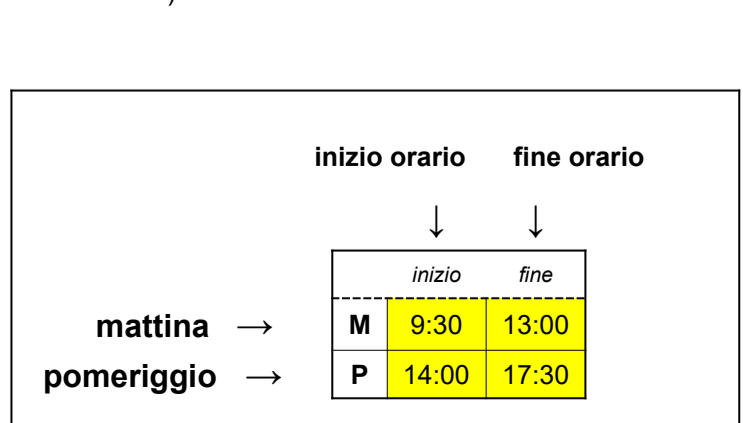 inizio orario fine orario
↓ ↓
inizio fine
mattina → M 9:30 13:00
pomeriggio → P 14:00 17:30